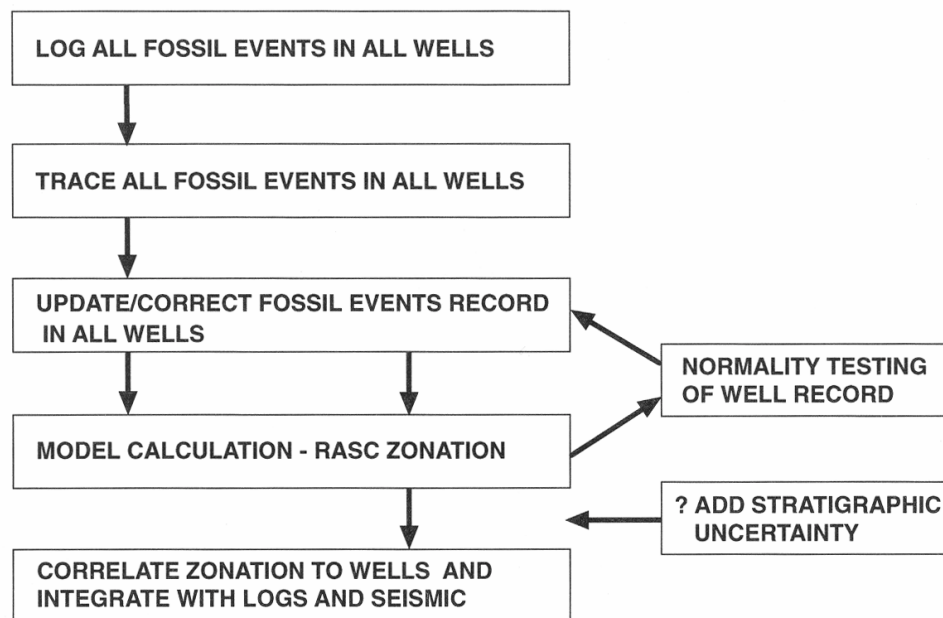 LOG ALL FOSSIL EVENTS IN ALL WELLS
TRACE ALL FOSSIL EVENTS IN ALL WELLS
UPDATE/CORRECT FOSSIL EVENTS RECORD
IN ALL WELLS
NORMALITY TESTING
OF WELL RECORD
MODEL CALCULATION - RASC ZONATION
? ADD STRATIGRAPHIC
UNCERTAINTY
CORRELATE ZONATION TO WELLS AND
INTEGRATE WITH LOGS AND SEISMIC